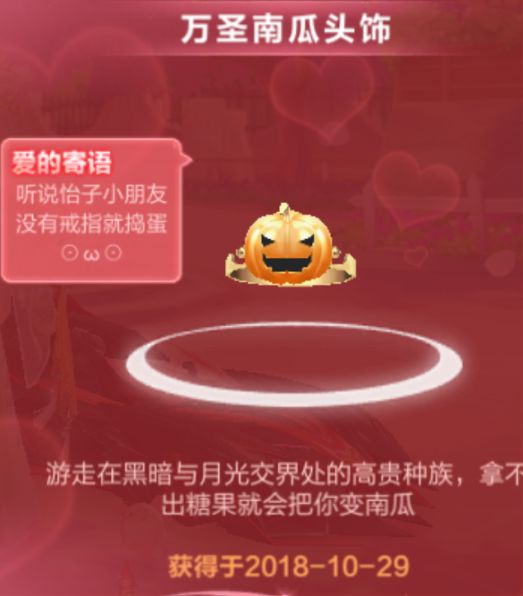 万圣南瓜头饰
爱的寄语
听说怡子小朋友
没有戒指就捣蛋
⊙ω⊙
游走在黑暗与月光交界处的高贵种族，拿不
出糖果就会把你变南瓜
获得于2018-10-29